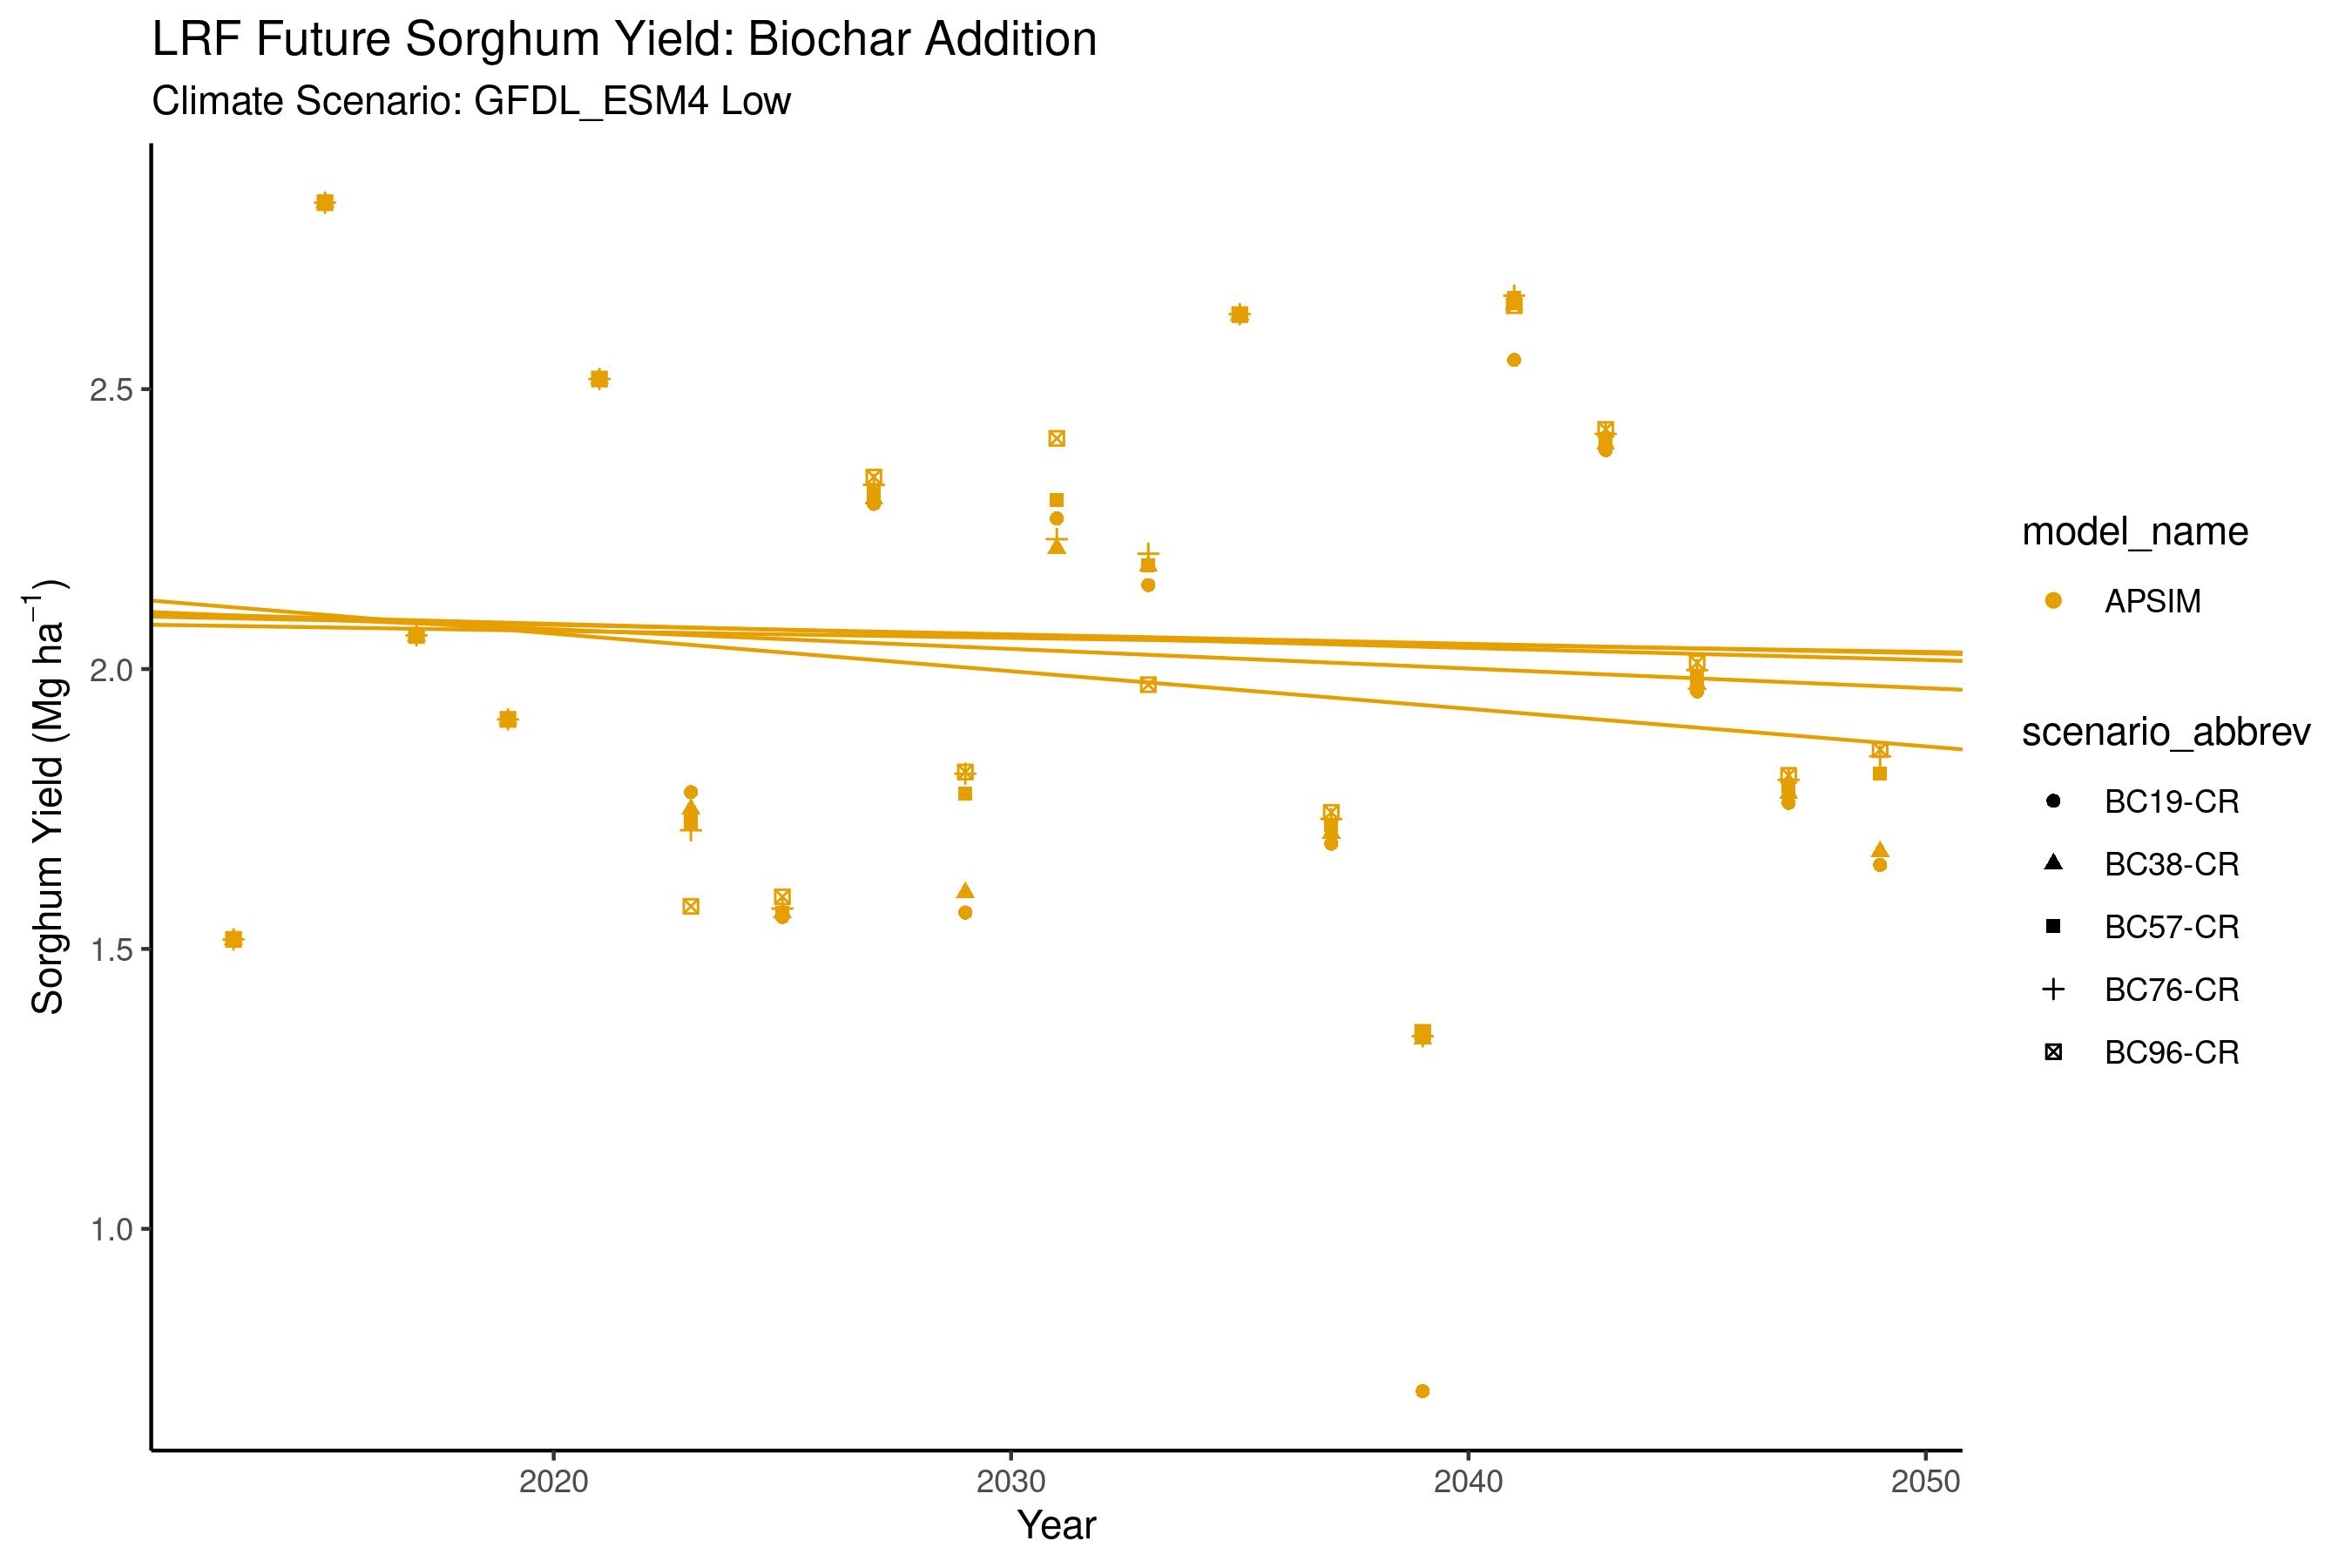 LRF Future Sorghum Yield: Biochar Addition
Climate Scenario: GFDL_ESM4 Low
Sorghum Yield (Mg ha⁻¹)
2.5
2.0
1.5
1.0
2020
2030
2040
2050
Year
model_name
APSIM
scenario_abbrev
BC19-CR
BC38-CR
BC57-CR
BC76-CR
BC96-CR